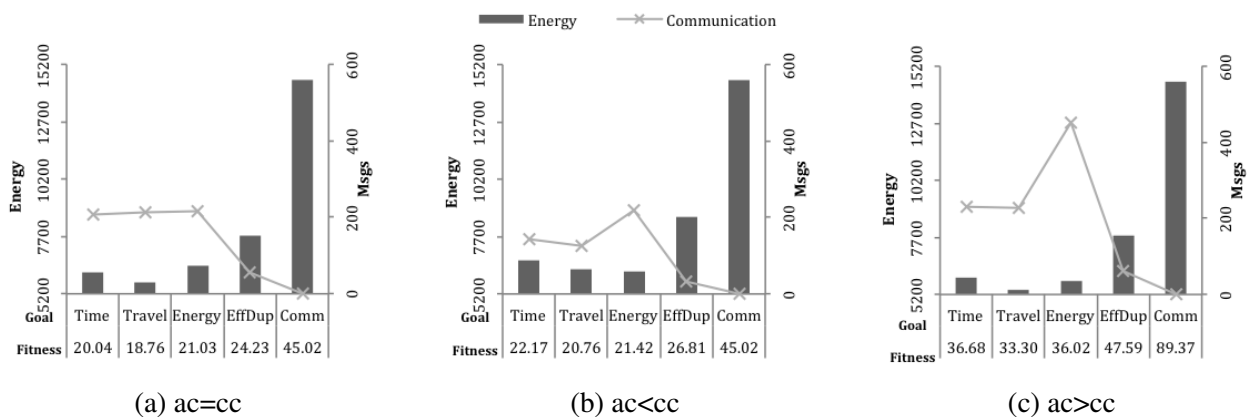 Energy Communication
Energy
15200
12700
10200
7700
5200
600
400
200
0
Msgs
Goal Time Travel Energy EffDup Comm
Fitness 20.04 18.76 21.03 24.23 45.02
(a) ac=cc
Energy
15200
12700
10200
7700
5200
600
400
200
0
Msgs
Goal Time Travel Energy EffDup Comm
Fitness 22.17 20.76 21.42 26.81 45.02
(b) ac<cc
Energy
15200
12700
10200
7700
5200
600
400
200
0
Msgs
Goal Time Travel Energy EffDup Comm
Fitness 36.68 33.30 36.02 47.59 89.37
(c) ac>cc